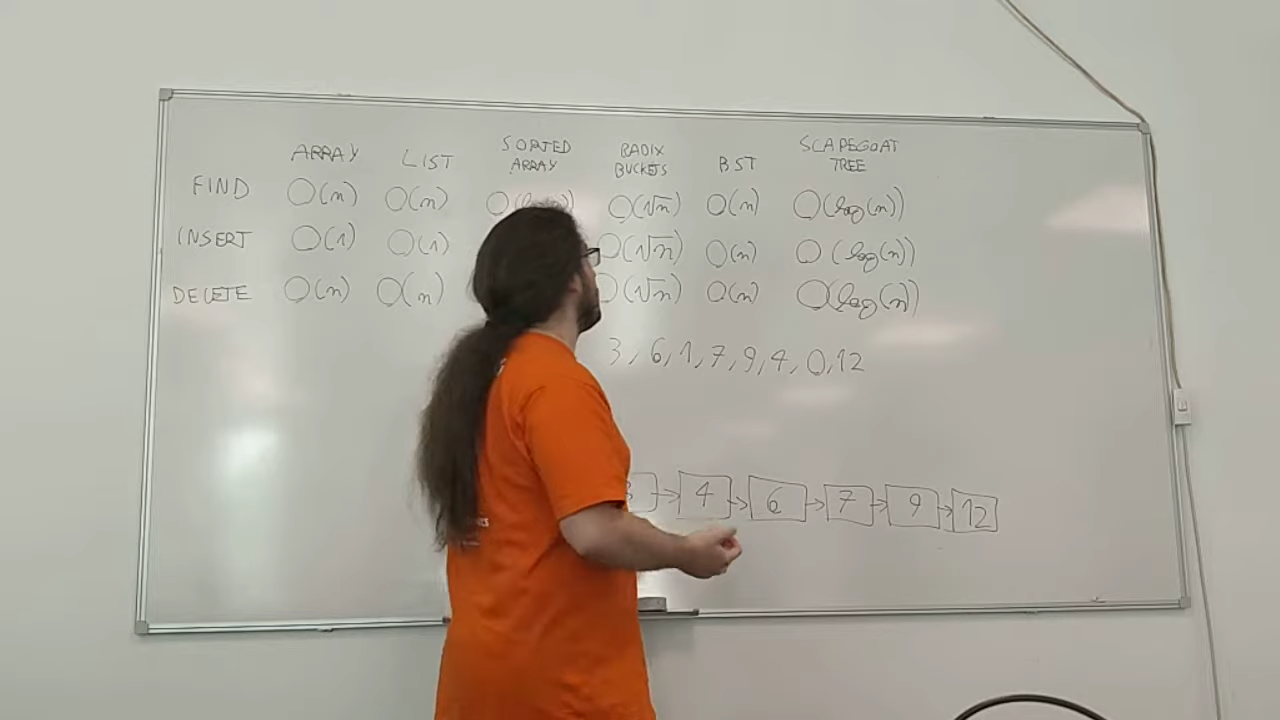 ARRAY LIST SORTED ARRAY RADIX BUCKETS BST SCAPEGOAT TREE
FIND O(n) O(n) O(√n) O(n) O(log(n))
INSERT O(1) O(1) O(√n) O(n) O(log(n))
DELETE O(n) O(n) O(√n) O(n) O(log(n))
3, 6, 1, 7, 9, 4, 0, 12
3 → 4 → 6 → 7 → 9 → 12